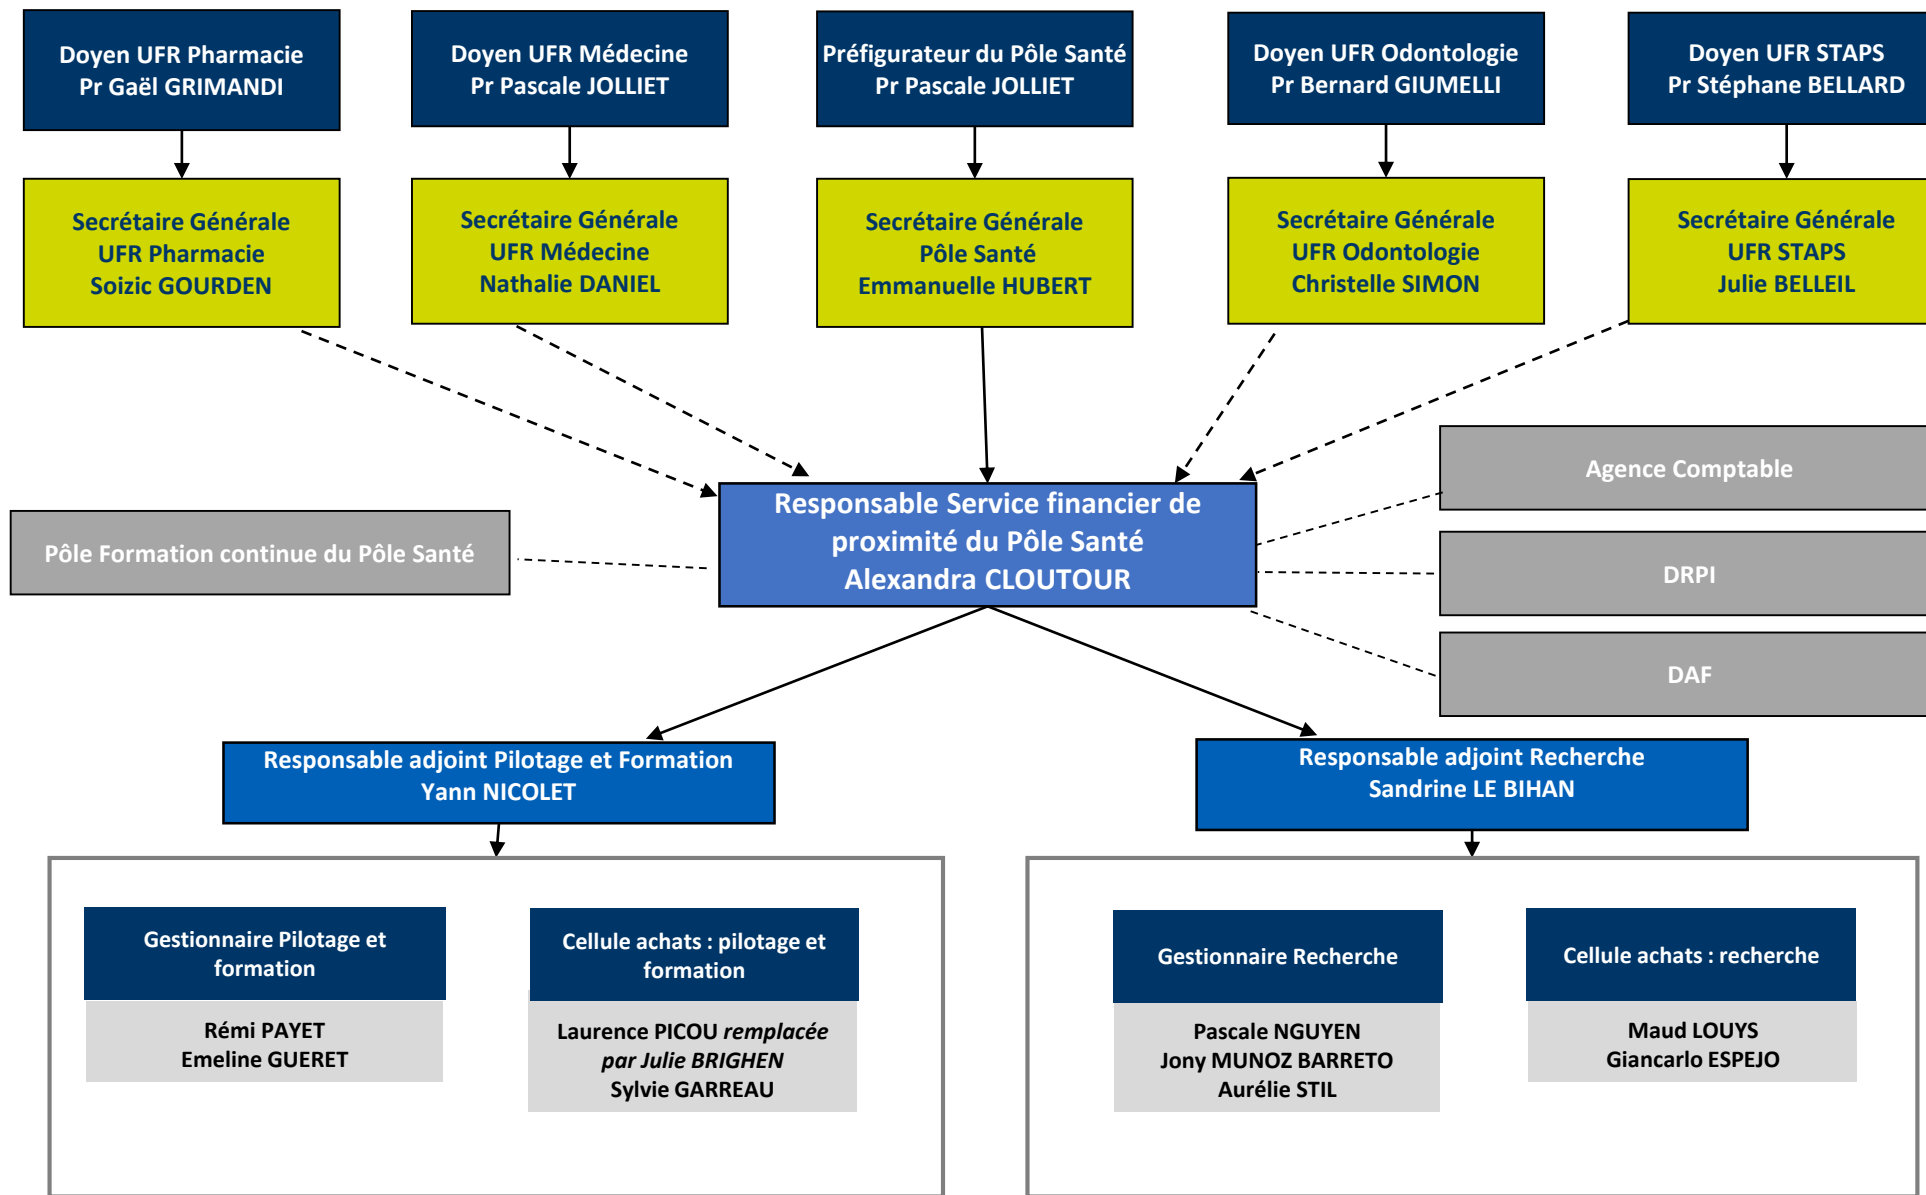 Doyen UFR Pharmacie
Pr Gaël GRIMANDI
Doyen UFR Médecine
Pr Pascale JOLLIET
Préfigurateur du Pôle Santé
Pr Pascale JOLLIET
Doyen UFR Odontologie
Pr Bernard GIUMELLI
Doyen UFR STAPS
Pr Stéphane BELLARD
Secrétaire Générale
UFR Pharmacie
Soizic GOURDEN
Secrétaire Générale
UFR Médecine
Nathalie DANIEL
Secrétaire Générale
Pôle Santé
Emmanuelle HUBERT
Secrétaire Générale
UFR Odontologie
Christelle SIMON
Secrétaire Générale
UFR STAPS
Julie BELLEIL
Agence Comptable
Responsable Service financier de
proximité du Pôle Santé
Alexandra CLOUTOUR
Pôle Formation continue du Pôle Santé
DRPI
DAF
Responsable adjoint Pilotage et Formation
Yann NICOLET
Responsable adjoint Recherche
Sandrine LE BIHAN
Gestionnaire Pilotage et
formation
Rémi PAYET
Emeline GUERET
Cellule achats : pilotage et
formation
Laurence PICOU remplacée
par Julie BRIGHEN
Sylvie GARREAU
Gestionnaire Recherche
Pascale NGUYEN
Jony MUNOZ BARRETO
Aurélie STIL
Cellule achats : recherche
Maud LOUYS
Giancarlo ESPEJO